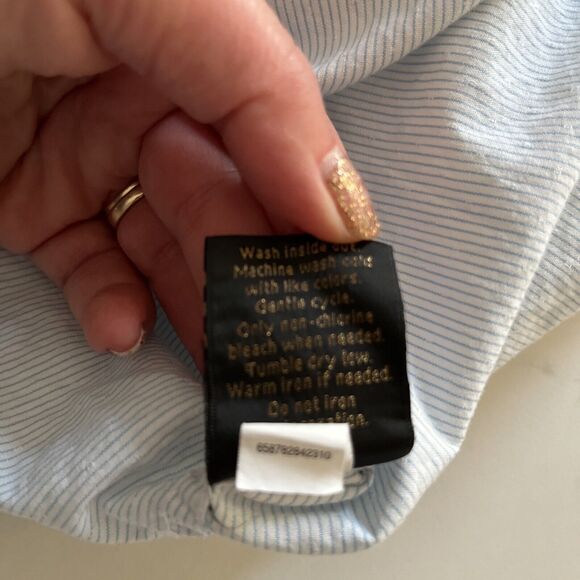 Wash inside out.
Machine wash cold
with like colors.
Gentle cycle.
Only non-chlorine
bleach when needed.
Tumble dry low.
Warm iron if needed.
Do not iron